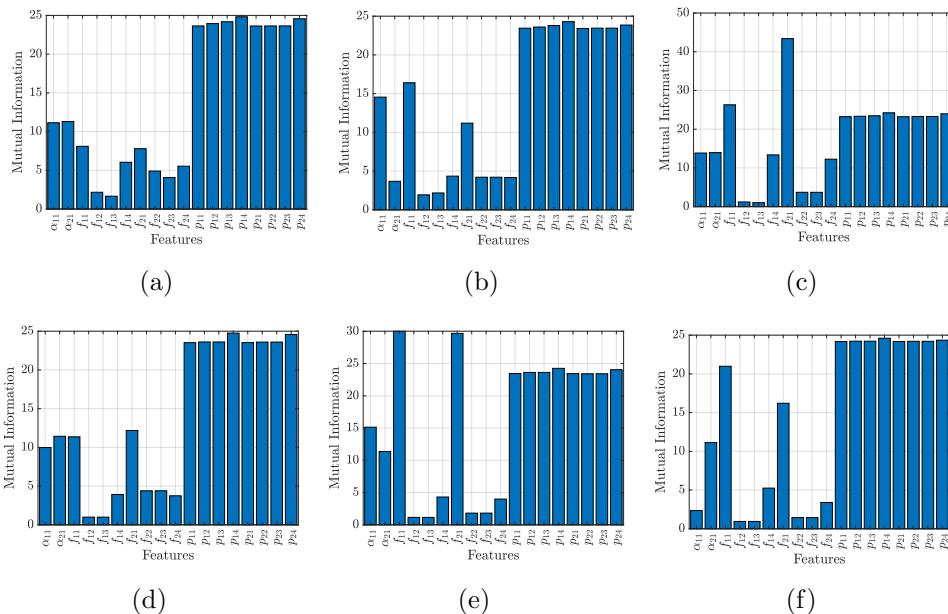 25
20
15
10
5
0
Mutual Information
α11 α21 f11 f12 f13 f14 f21 f22 f23 f24 p11 p12 p13 p14 p21 p22 p23 p24
Features
(a)
25
20
15
10
5
0
Mutual Information
α11 α21 f11 f12 f13 f14 f21 f22 f23 f24 p11 p12 p13 p14 p21 p22 p23 p24
Features
(b)
50
40
30
20
10
0
Mutual Information
α11 α21 f11 f12 f13 f14 f21 f22 f23 f24 p11 p12 p13 p14 p21 p22 p23
Features
(c)
25
20
15
10
5
0
Mutual Information
α11 α21 f11 f12 f13 f14 f21 f22 f23 f24 p11 p12 p13 p14 p21 p22 p23 p24
Features
(d)
30
25
20
15
10
5
0
Mutual Information
α11 α21 f11 f12 f13 f14 f21 f22 f23 f24 p11 p12 p13 p14 p21 p22 p23 p24
Features
(e)
25
20
15
10
5
0
Mutual Information
α11 α21 f11 f12 f13 f14 f21 f22 f23 f24 p11 p12 p13 p14 p21 p22 p23 p24
Features
(f)